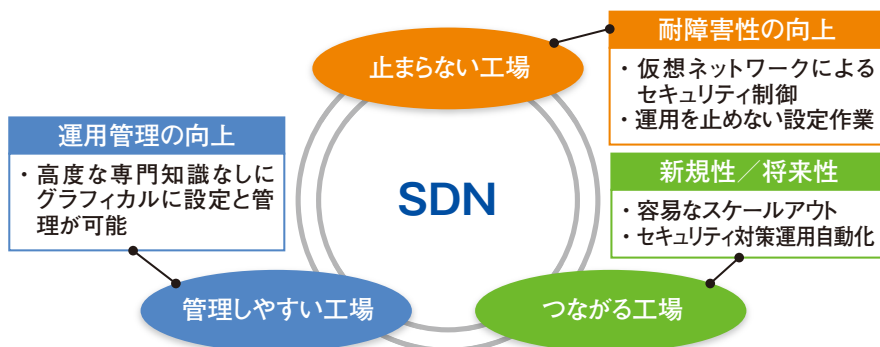 耐障害性の向上
・仮想ネットワークによる
セキュリティ制御
・運用を止めない設定作業
止まらない工場
運用管理の向上
・高度な専門知識なしに
グラフィカルに設定と管
理が可能
SDN
新規性／将来性
・容易なスケールアウト
・セキュリティ対策運用自動化
管理しやすい工場
つながる工場